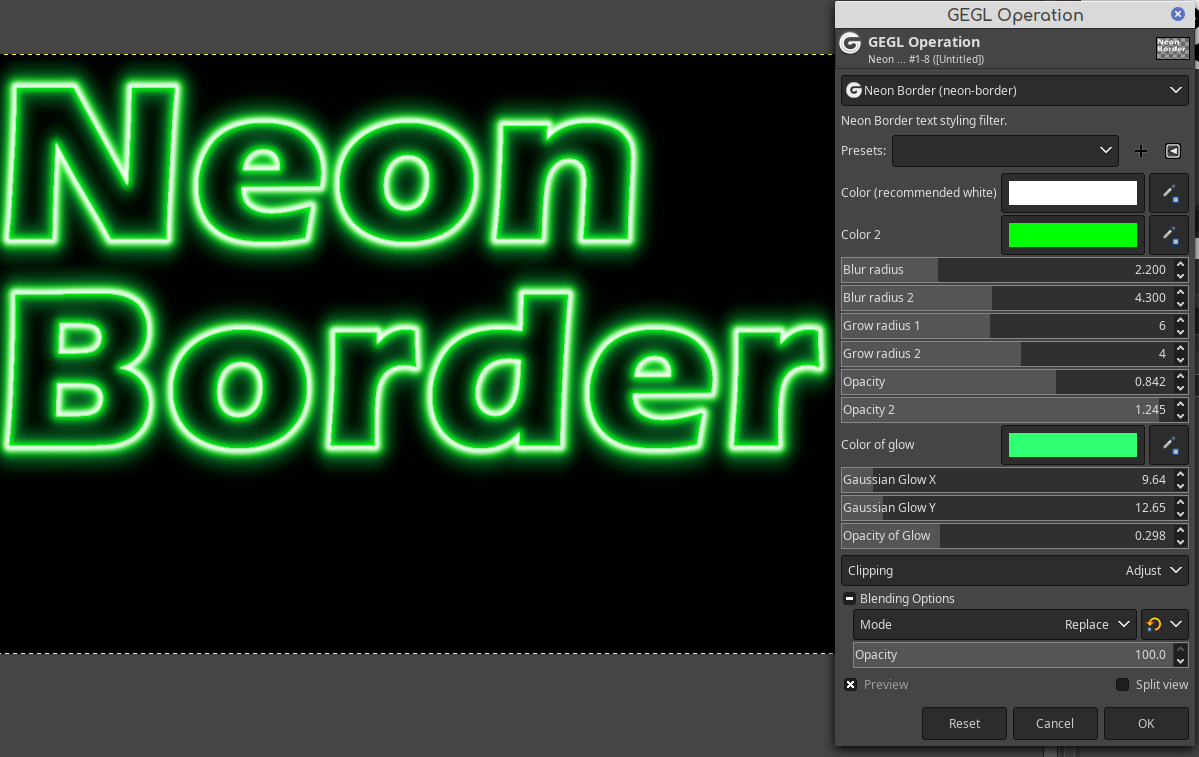 GEGL Operation
GEGL Operation
Neon ... #1-8 ([Untitled])
Neon Border
Neon Border (neon-border)
Neon Border text styling filter.
Presets:
Color (recommended white)
Color 2
Blur radius 2.200
Blur radius 2 4.300
Grow radius 1 6
Grow radius 2 4
Opacity 0.842
Opacity 2 1.245
Color of glow
Gaussian Glow X 9.64
Gaussian Glow Y 12.65
Opacity of Glow 0.298
Clipping Adjust
Blending Options
Mode Replace
Opacity 100.0
Preview Split view
Reset Cancel OK
Neon
Border